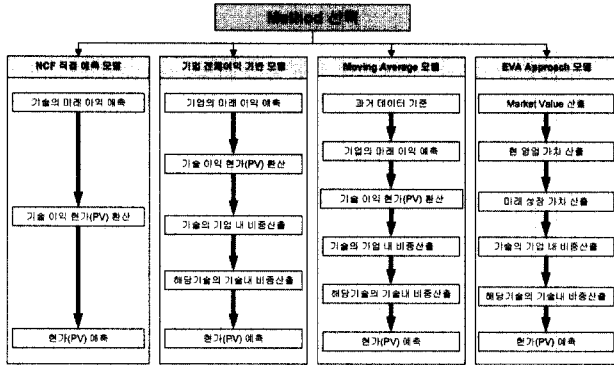 Method 선택
NCF 직접 예측 모델
기술의 미래 이익 예측
기술 이익 현가(PV) 환산
현가(PV) 예측
기업 전체이익 기반 모델
기업의 미래 이익 예측
기술 이익 현가(PV) 환산
기술의 기업 내 비중산출
해당기술의 기술내 비중산출
현가(PV) 예측
Moving Average 모델
과거 데이터 기준
기업의 미래 이익 예측
기술 이익 현가(PV) 환산
기술의 기업 내 비중산출
해당기술의 기술내 비중산출
현가(PV) 예측
EVA Approach 모델
Market Value 산출
현 영업 가치 산출
미래 성장 가치 산출
기술의 기업 내 비중산출
해당기술의 기술내 비중산출
현가(PV) 예측